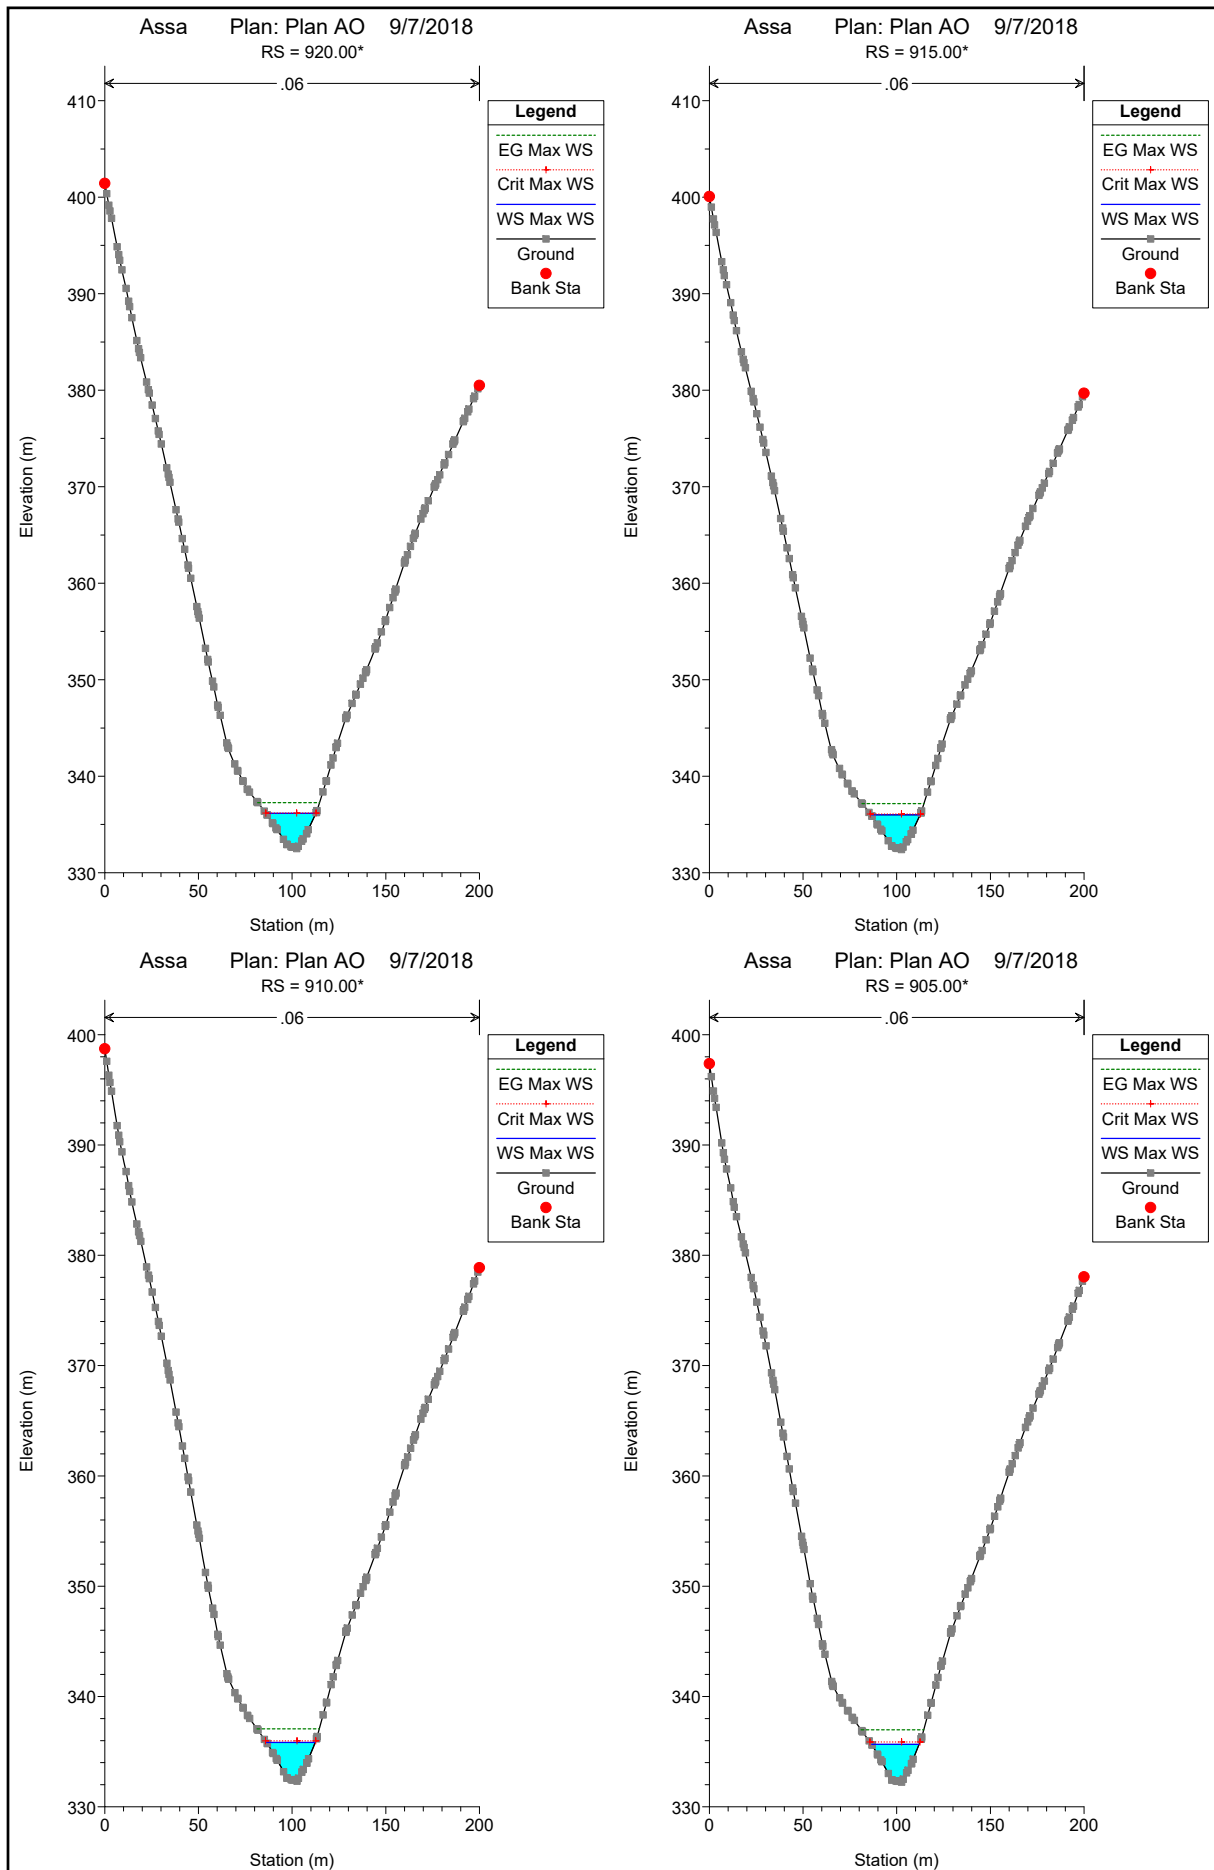 Assa Plan: Plan AO 9/7/2018
RS = 920.00*
.06
410
400
390
380
370
360
350
340
330
0 50 100 150 200
Elevation (m)
Station (m)
Legend
EG Max WS
Crit Max WS
WS Max WS
Ground
Bank Sta
Assa Plan: Plan AO 9/7/2018
RS = 915.00*
.06
410
400
390
380
370
360
350
340
330
0 50 100 150 200
Elevation (m)
Station (m)
Legend
EG Max WS
Crit Max WS
WS Max WS
Ground
Bank Sta
Assa Plan: Plan AO 9/7/2018
RS = 910.00*
.06
400
390
380
370
360
350
340
330
0 50 100 150 200
Elevation (m)
Station (m)
Legend
EG Max WS
Crit Max WS
WS Max WS
Ground
Bank Sta
Assa Plan: Plan AO 9/7/2018
RS = 905.00*
.06
400
390
380
370
360
350
340
330
0 50 100 150 200
Elevation (m)
Station (m)
Legend
EG Max WS
Crit Max WS
WS Max WS
Ground
Bank Sta